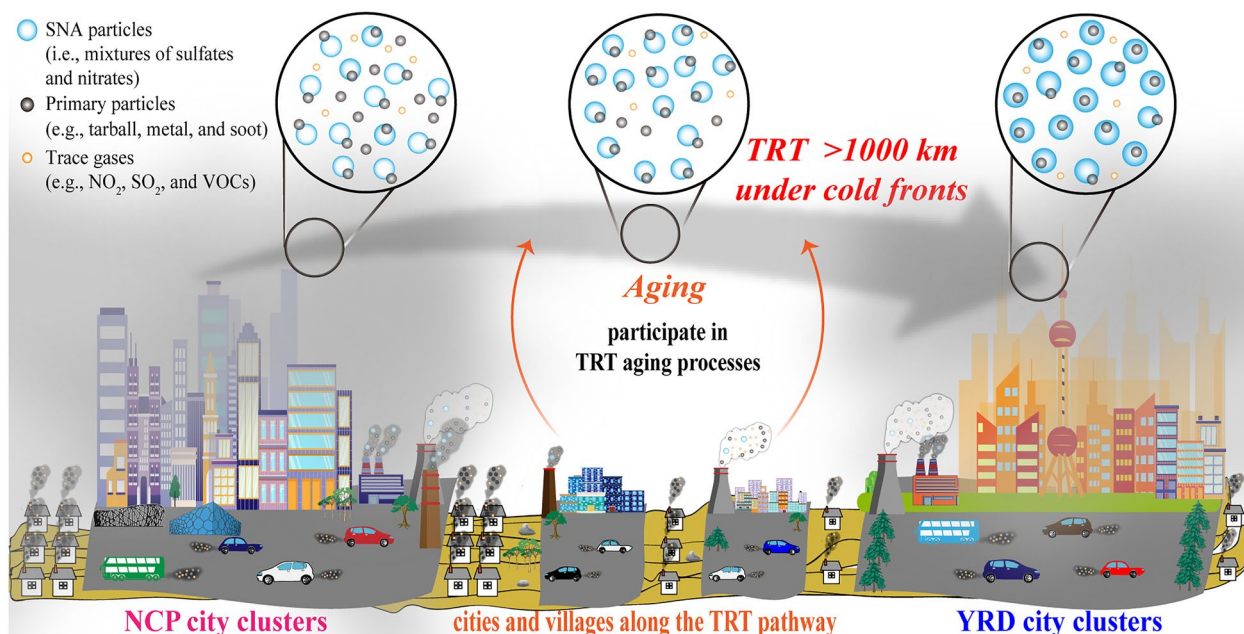 SNA particles
(i.e., mixtures of sulfates
and nitrates)
Primary particles
(e.g., tarball, metal, and soot)
Trace gases
(e.g., NO₂, SO₂, and VOCs)
TRT >1000 km
under cold fronts
Aging
participate in
TRT aging processes
NCP city clusters
cities and villages along the TRT pathway
YRD city clusters